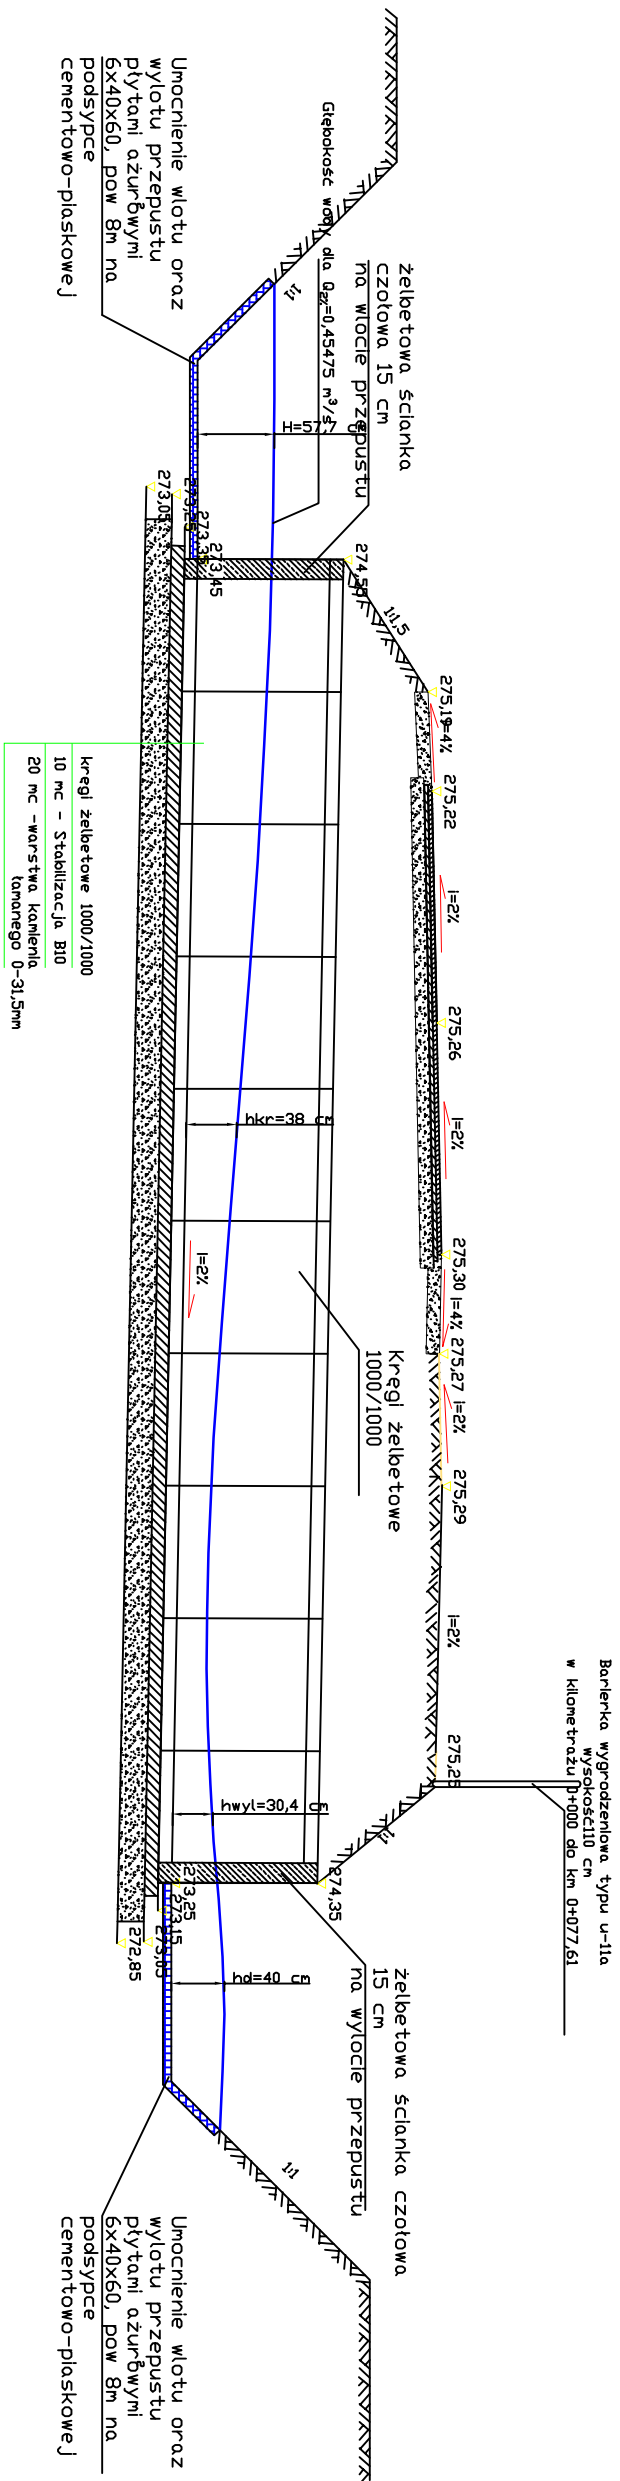 Umocnienie wlotu oraz
wylotu przepustu
płytami ażurowymi
6x40x60, pow 8m na
podsypce
cementowo-piaskowej
Głębokość wody dla Q2%=0,45475 m³/s
żelbetowa ścianka
czołowa 15 cm
na wlocie przepustu
1:1
H=57,7 cm
273,05
273,25
273,35
273,45
274,55
1:1,5
275,19
i=4%
275,22
i=2%
275,26
i=2%
275,30
i=4%
275,27
i=2%
275,29
i=2%
275,25
kręgi żelbetowe 1000/1000
10 mc - Stabilizacja B10
20 mc -warstwa kamienia
łamanego 0-31,5mm
hkr=38 cm
i=2%
Kręgi żelbetowe
1000/1000
Barierka wygrodzeniowa typu u-11a
wysokość110 cm
w kilometrażu 0+000 do km 0+077,61
hwyl=30,4 cm
1:1
274,35
273,25
273,15
273,05
272,85
hd=40 cm
żelbetowa ścianka czołowa
15 cm
na wylocie przepustu
1:1
Umocnienie wlotu oraz
wylotu przepustu
płytami ażurowymi
6x40x60, pow 8m na
podsypce
cementowo-piaskowej